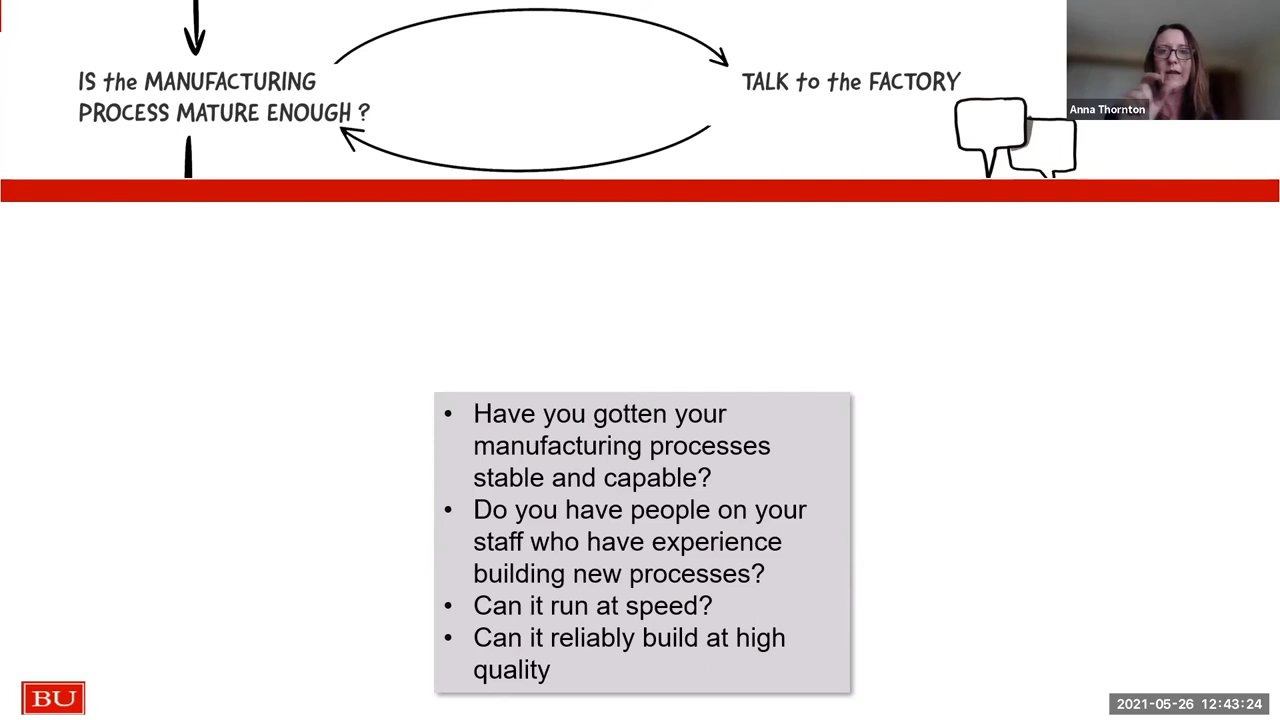 IS the MANUFACTURING
PROCESS MATURE ENOUGH ?
TALK to the FACTORY
Anna Thornton
• Have you gotten your
manufacturing processes
stable and capable?
• Do you have people on your
staff who have experience
building new processes?
• Can it run at speed?
• Can it reliably build at high
quality
BU
2021-05-26 12:43:24